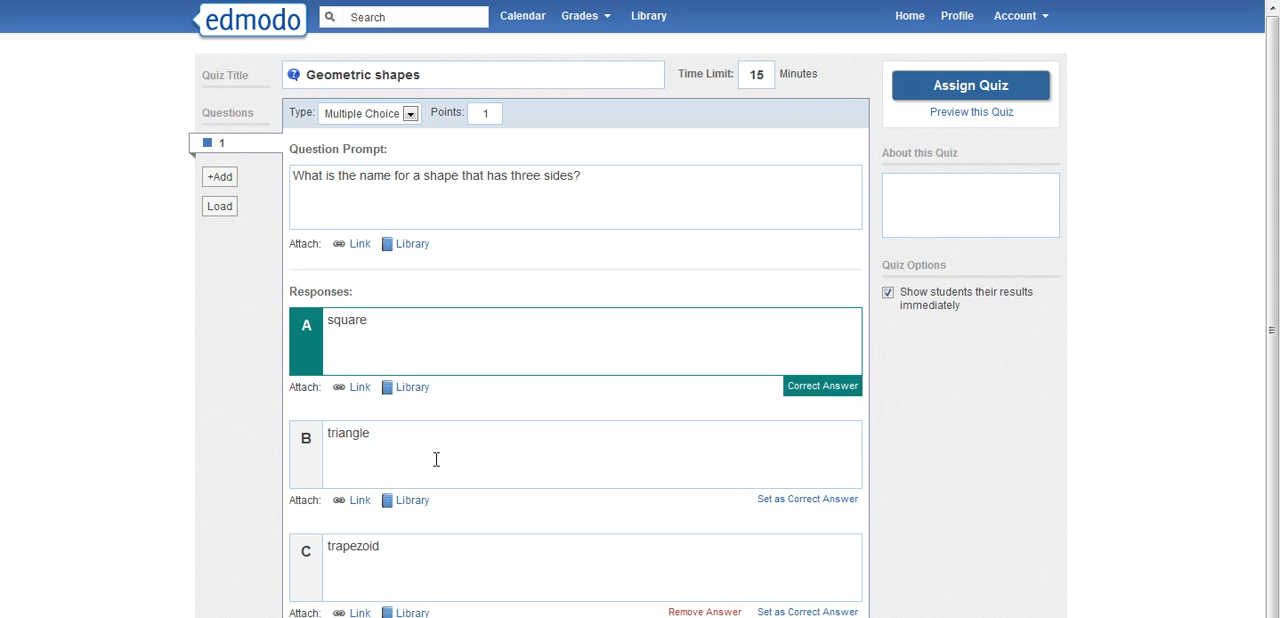 edmodo
Search
Calendar
Grades
Library
Home
Profile
Account
Quiz Title
Geometric shapes
Time Limit: 15 Minutes
Assign Quiz
Preview this Quiz
Questions
Type: Multiple Choice
Points: 1
1
+Add
Load
Question Prompt:
What is the name for a shape that has three sides?
Attach: Link Library
Responses:
A square
Attach: Link Library
Correct Answer
B triangle
Attach: Link Library
Set as Correct Answer
C trapezoid
Attach: Link Library
Remove Answer Set as Correct Answer
About this Quiz
Quiz Options
Show students their results
immediately